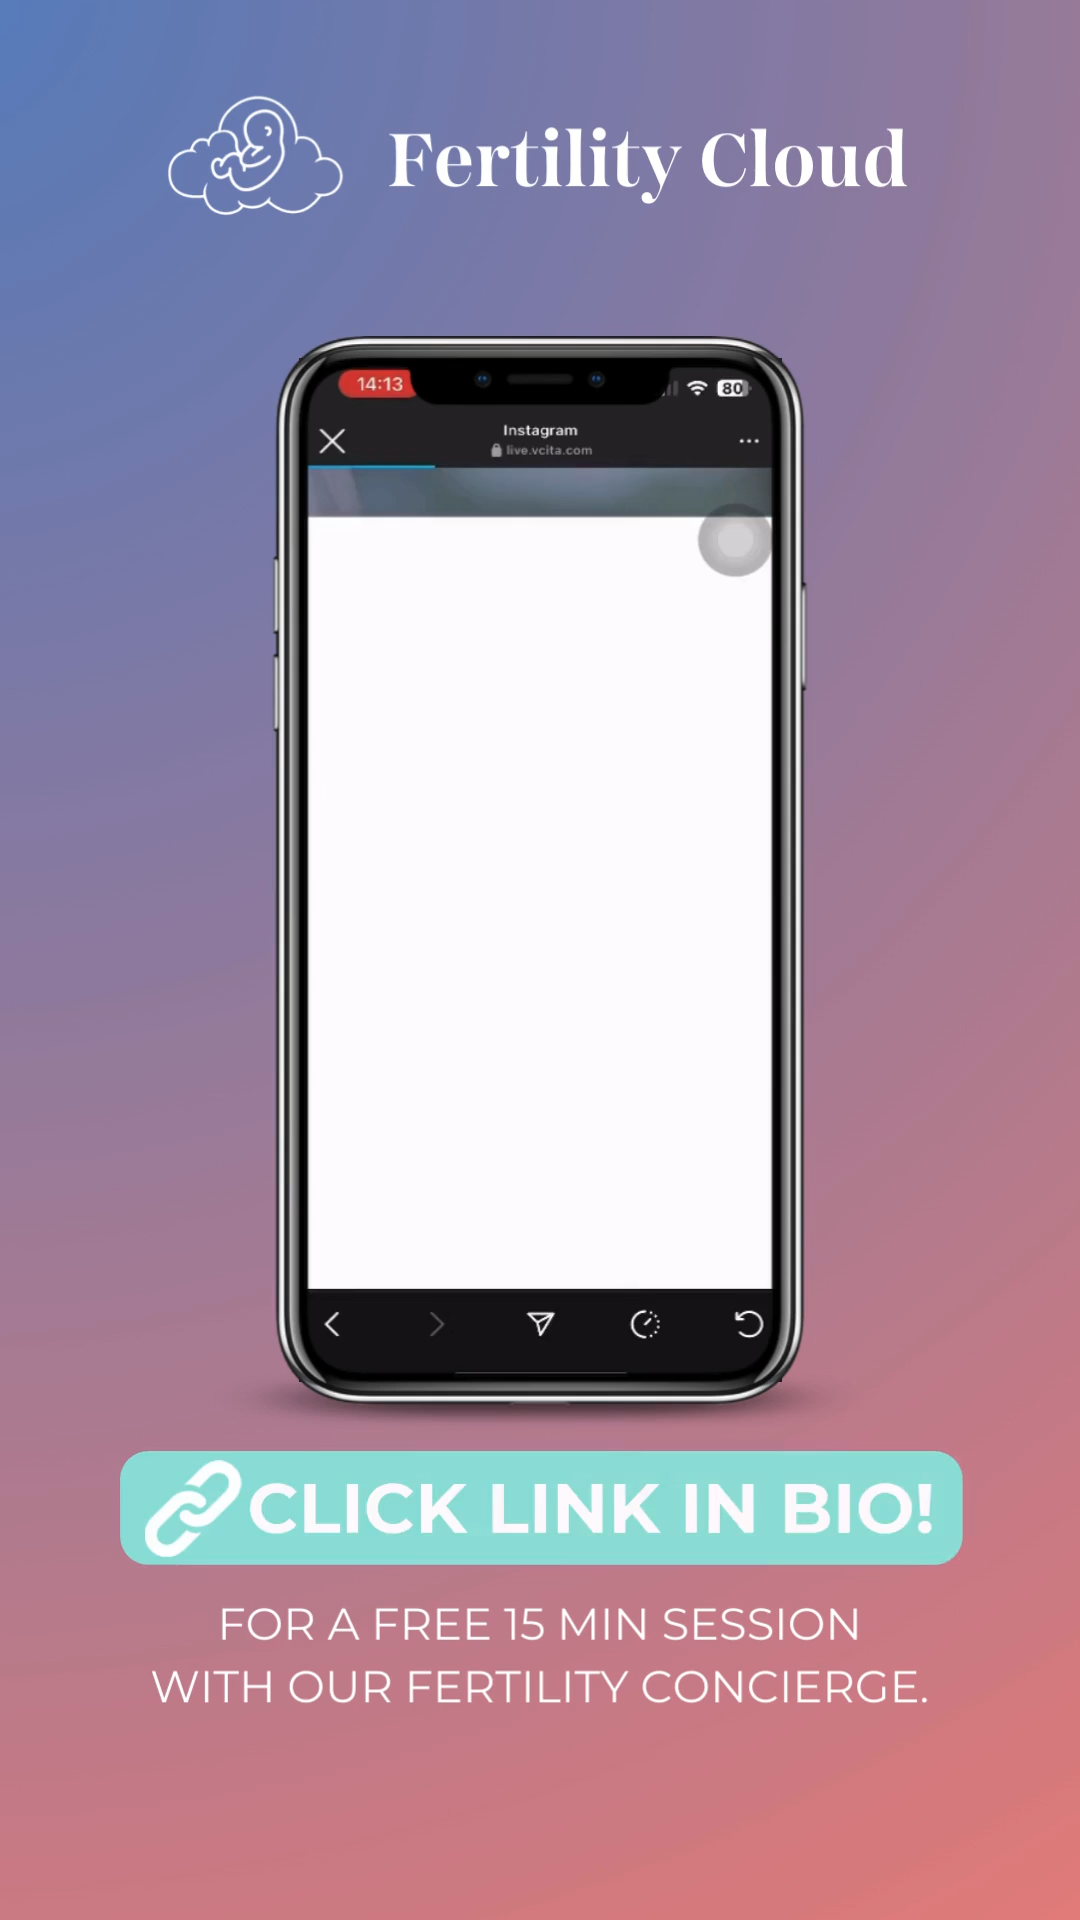 Fertility Cloud
14:13
80
Instagram
live.vcita.com
CLICK LINK IN BIO!
FOR A FREE 15 MIN SESSION
WITH OUR FERTILITY CONCIERGE.